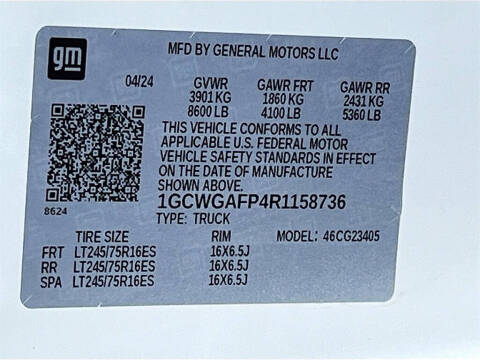 gm
MFD BY GENERAL MOTORS LLC
04/24 GVWR GAWR FRT GAWR RR
3901 KG 1860 KG 2431 KG
8600 LB 4100 LB 5360 LB
THIS VEHICLE CONFORMS TO ALL
APPLICABLE U.S. FEDERAL MOTOR
VEHICLE SAFETY STANDARDS IN EFFECT
ON THE DATE OF MANUFACTURE
SHOWN ABOVE.
8624
1GCWGAFP4R1158736
TYPE: TRUCK
TIRE SIZE RIM MODEL: 46CG23405
FRT LT245/75R16ES 16X6.5J
RR LT245/75R16ES 16X6.5J
SPA LT245/75R16ES 16X6.5J